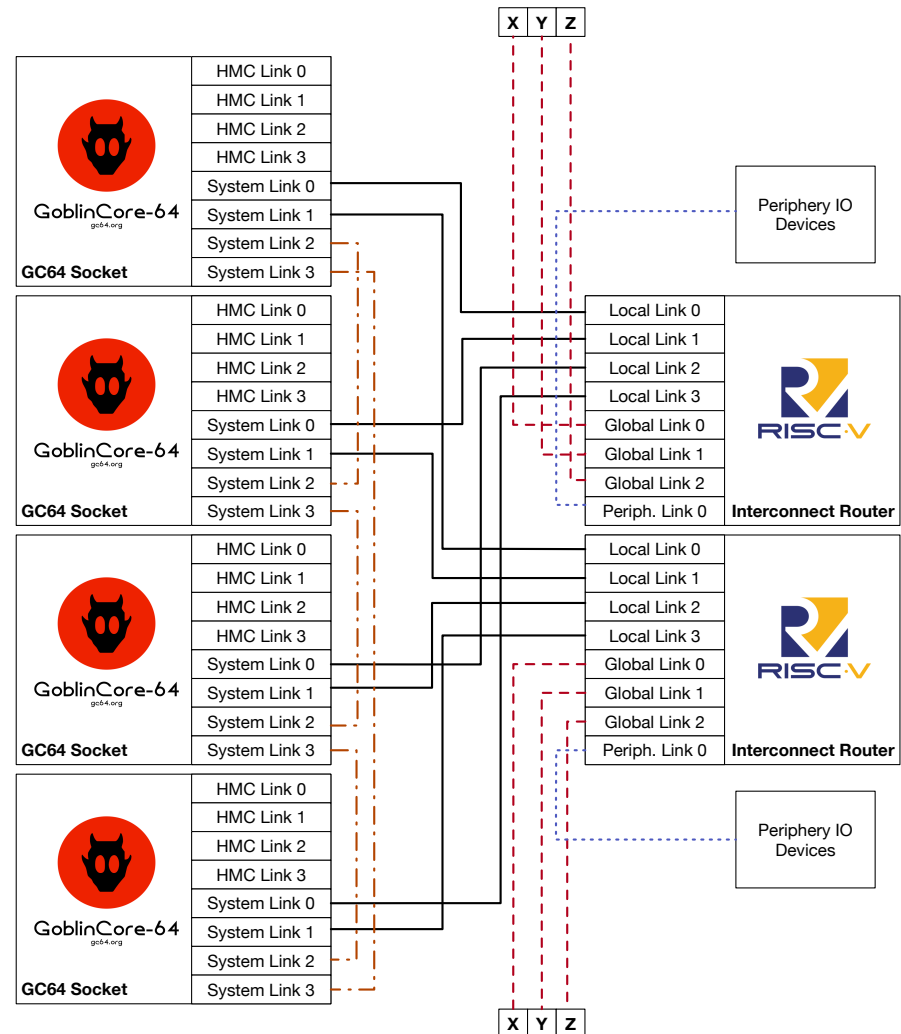 X Y Z
HMC Link 0
HMC Link 1
HMC Link 2
HMC Link 3
System Link 0
System Link 1
System Link 2
System Link 3
GoblinCore-64
gc64.org
GC64 Socket
HMC Link 0
HMC Link 1
HMC Link 2
HMC Link 3
System Link 0
System Link 1
System Link 2
System Link 3
GoblinCore-64
gc64.org
GC64 Socket
HMC Link 0
HMC Link 1
HMC Link 2
HMC Link 3
System Link 0
System Link 1
System Link 2
System Link 3
GoblinCore-64
gc64.org
GC64 Socket
HMC Link 0
HMC Link 1
HMC Link 2
HMC Link 3
System Link 0
System Link 1
System Link 2
System Link 3
GoblinCore-64
gc64.org
GC64 Socket
Periphery IO
Devices
Local Link 0
Local Link 1
Local Link 2
Local Link 3
Global Link 0
Global Link 1
Global Link 2
Periph. Link 0
RISC-V
Interconnect Router
Local Link 0
Local Link 1
Local Link 2
Local Link 3
Global Link 0
Global Link 1
Global Link 2
Periph. Link 0
RISC-V
Interconnect Router
Periphery IO
Devices
X Y Z